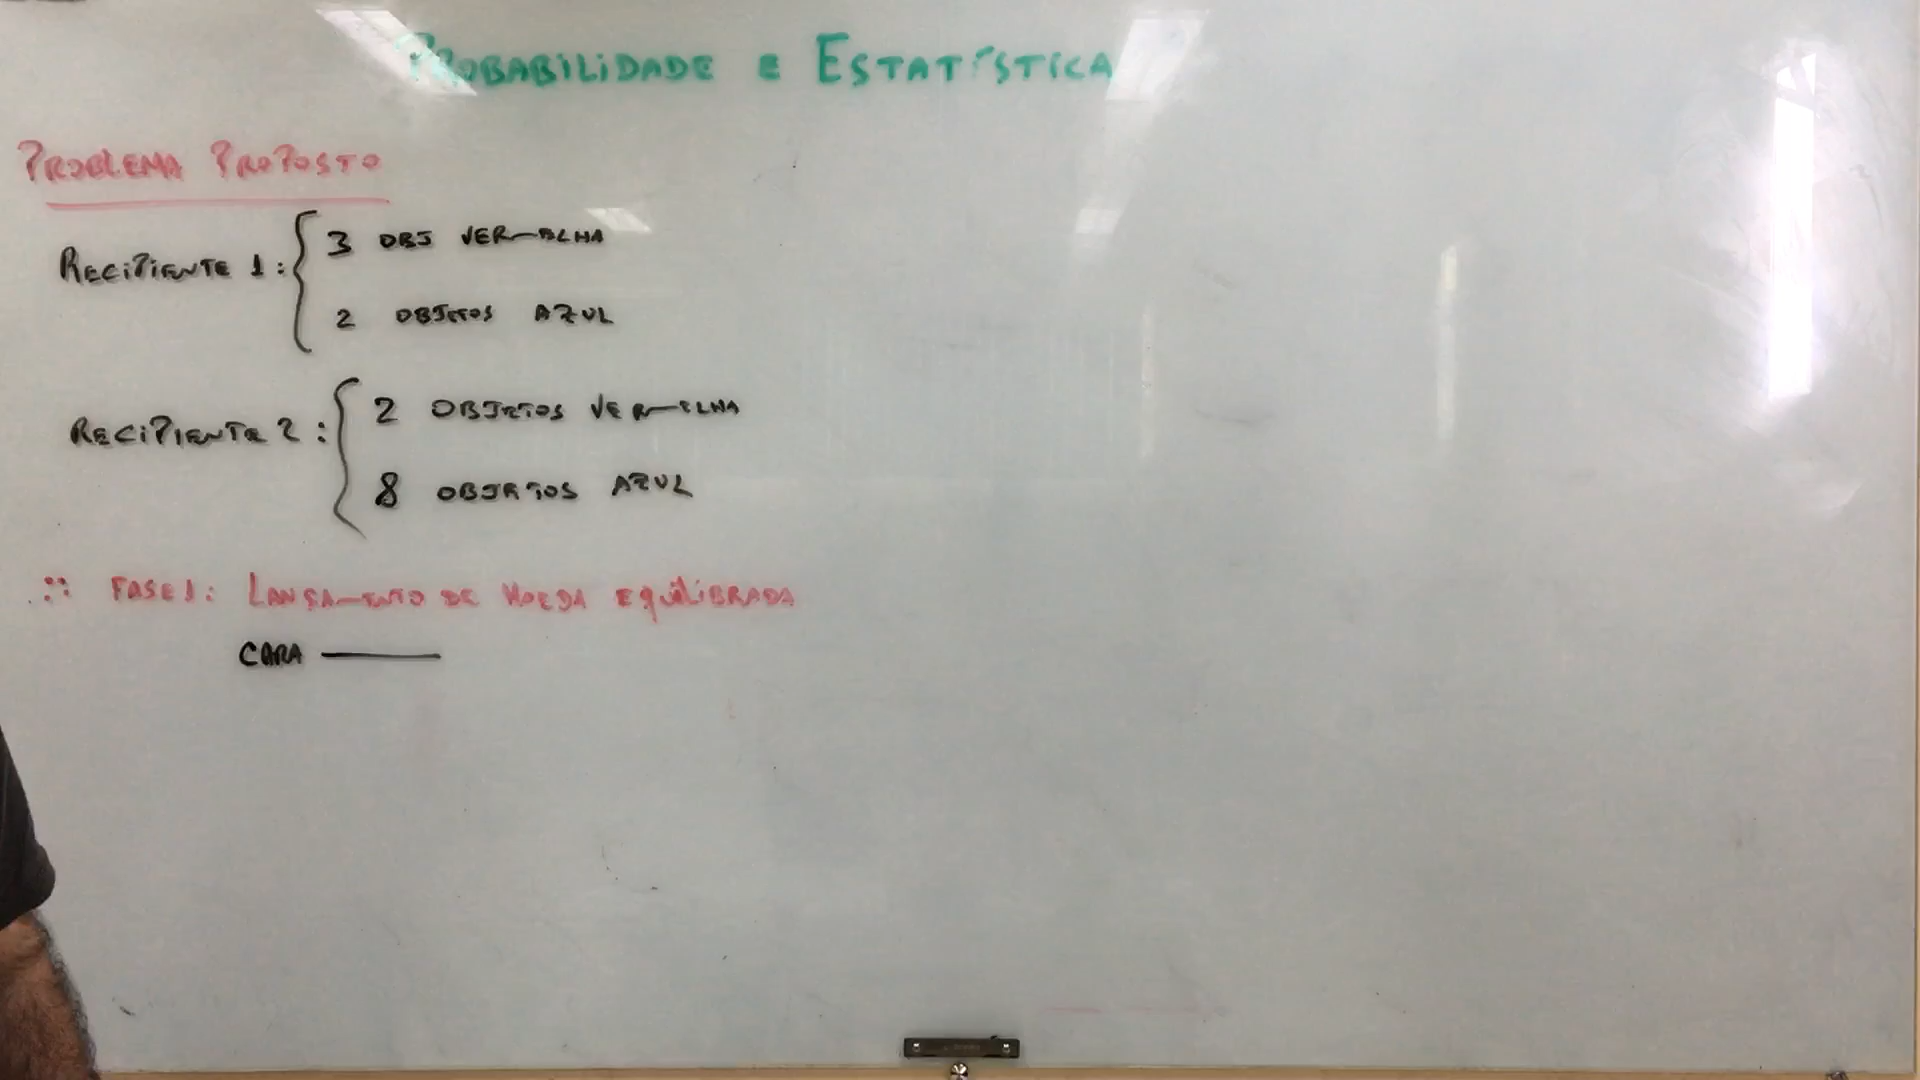 PROBABILIDADE E ESTATÍSTICA
PROBLEMA PROPOSTO
RECIPIENTE 1: 3 OBJ VERMELHA
2 OBJETOS AZUL
RECIPIENTE 2: 2 OBJETOS VERMELHA
8 OBJETOS AZUL
FASE 1: LANÇAMENTO DE MOEDA EQUILIBRADA
CARA